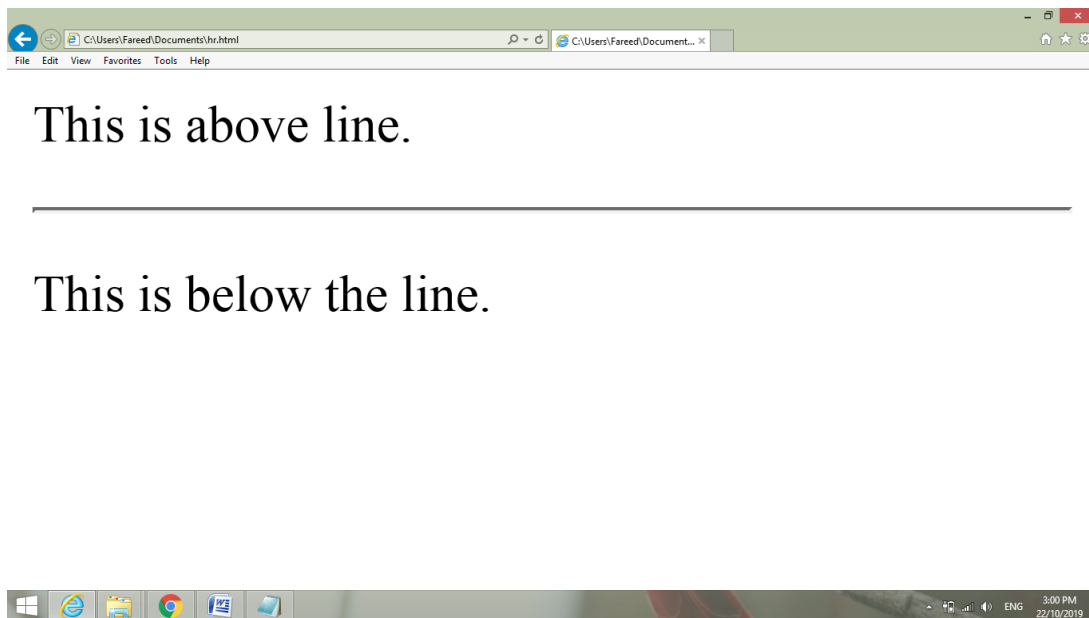 C:\Users\Fareed\Documents\hr.html
C:\Users\Fareed\Document...
File Edit View Favorites Tools Help
This is above line.
This is below the line.
ENG
3:00 PM
22/10/2019